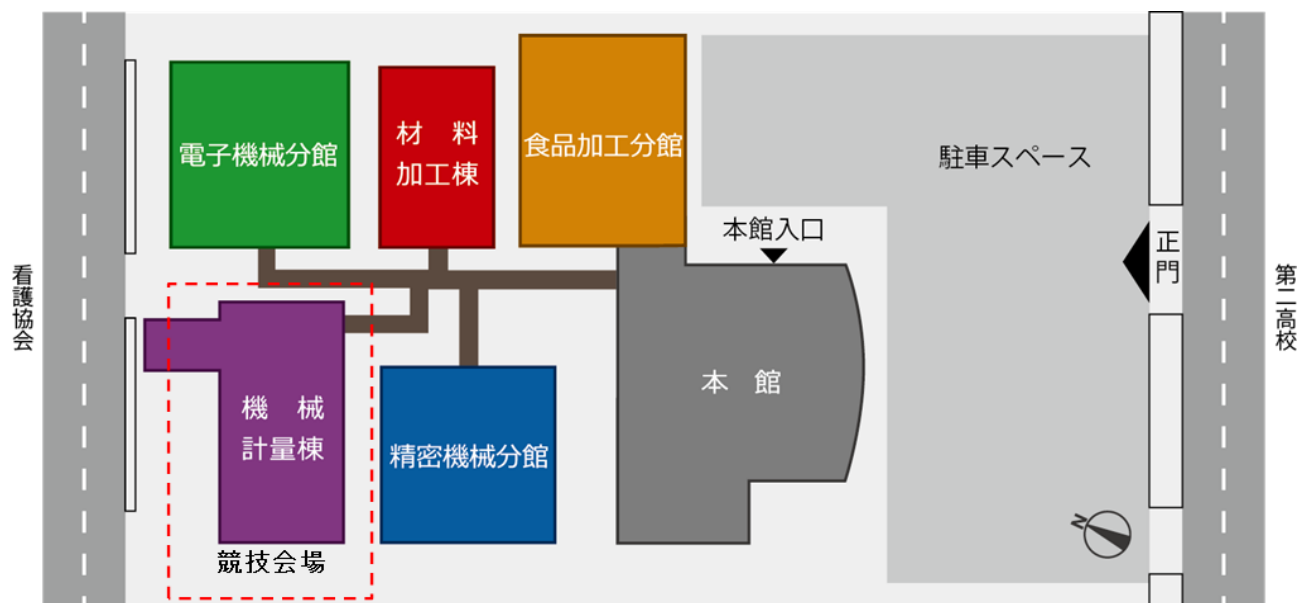 電子機械分館
材　料
加工棟
食品加工分館
駐車スペース
本館入口
正門
看護協会
第二高校
機　械
計量棟
精密機械分館
本　館
競技会場
N